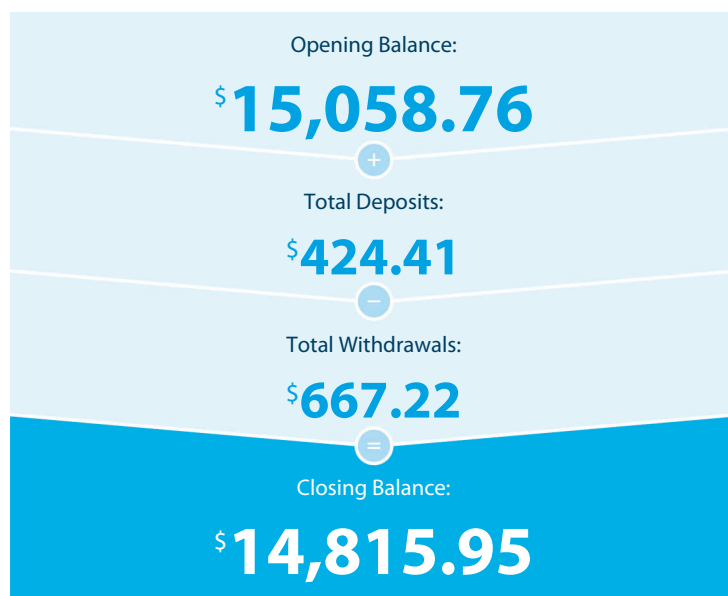 Opening Balance:
$15,058.76
+
Total Deposits:
$424.41
−
Total Withdrawals:
$667.22
=
Closing Balance:
$14,815.95